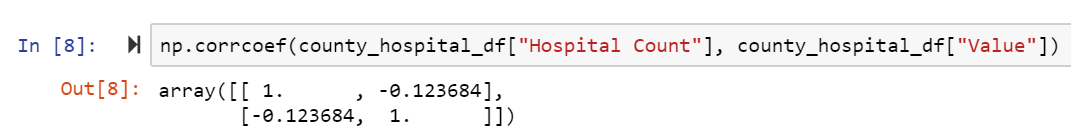 In [8]: np.corrcoef(county_hospital_df["Hospital Count"], county_hospital_df["Value"])
Out[8]: array([[ 1.      , -0.123684],
       [-0.123684,  1.      ]])